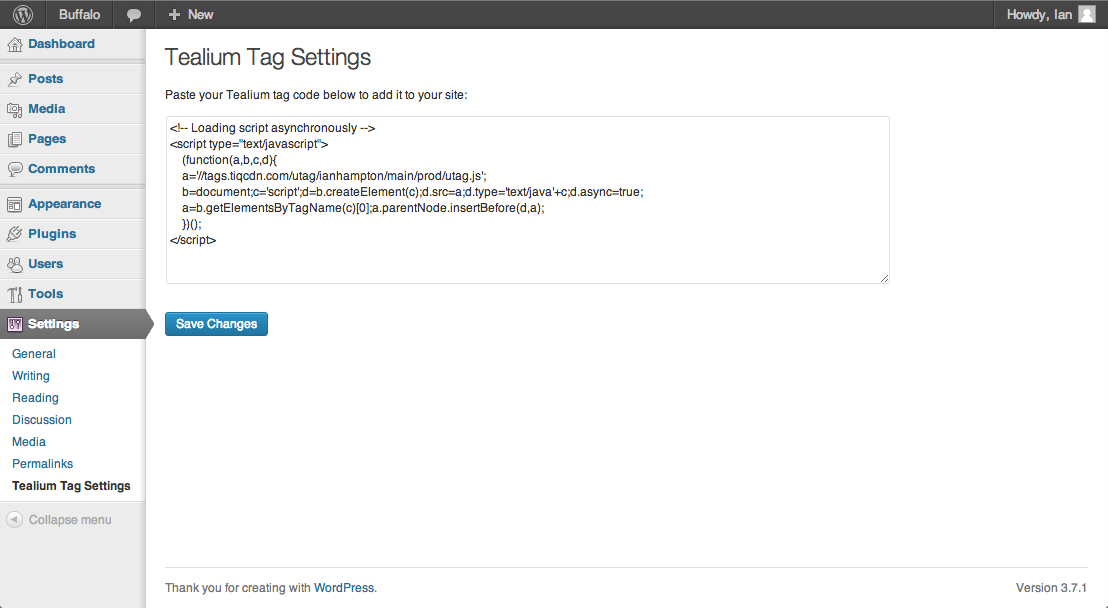 Buffalo
New
Howdy, Ian
Dashboard
Posts
Media
Pages
Comments
Appearance
Plugins
Users
Tools
Settings
General
Writing
Reading
Discussion
Media
Permalinks
Tealium Tag Settings
Collapse menu
Tealium Tag Settings
Paste your Tealium tag code below to add it to your site:
<!-- Loading script asynchronously -->
<script type="text/javascript">
(function(a,b,c,d){
a='//tags.tiqcdn.com/utag/ianhampton/main/prod/utag.js';
b=document;c='script';d=b.createElement(c);d.src=a;d.type='text/java'+c;d.async=true;
a=b.getElementsByTagName(c)[0];a.parentNode.insertBefore(d,a);
})();
</script>
Save Changes
Thank you for creating with WordPress.
Version 3.7.1